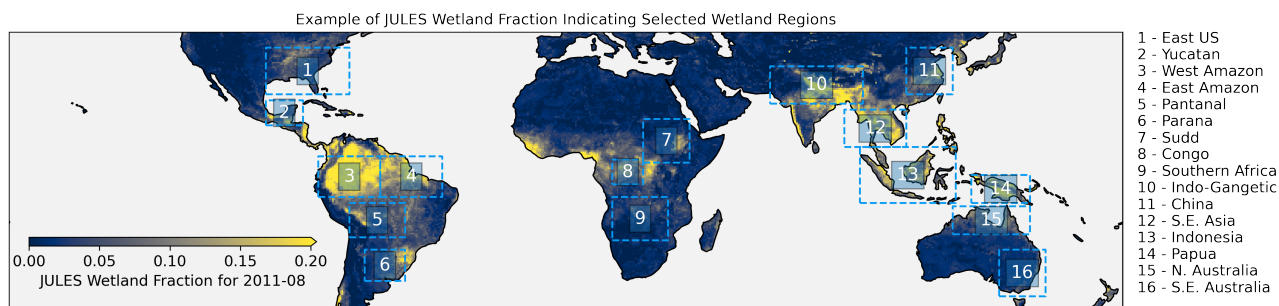 Example of JULES Wetland Fraction Indicating Selected Wetland Regions
1
2
3
4
5
6
7
8
9
10
11
12
13
14
15
16
0.00 0.05 0.10 0.15 0.20
JULES Wetland Fraction for 2011-08
1 - East US
2 - Yucatan
3 - West Amazon
4 - East Amazon
5 - Pantanal
6 - Parana
7 - Sudd
8 - Congo
9 - Southern Africa
10 - Indo-Gangetic
11 - China
12 - S.E. Asia
13 - Indonesia
14 - Papua
15 - N. Australia
16 - S.E. Australia